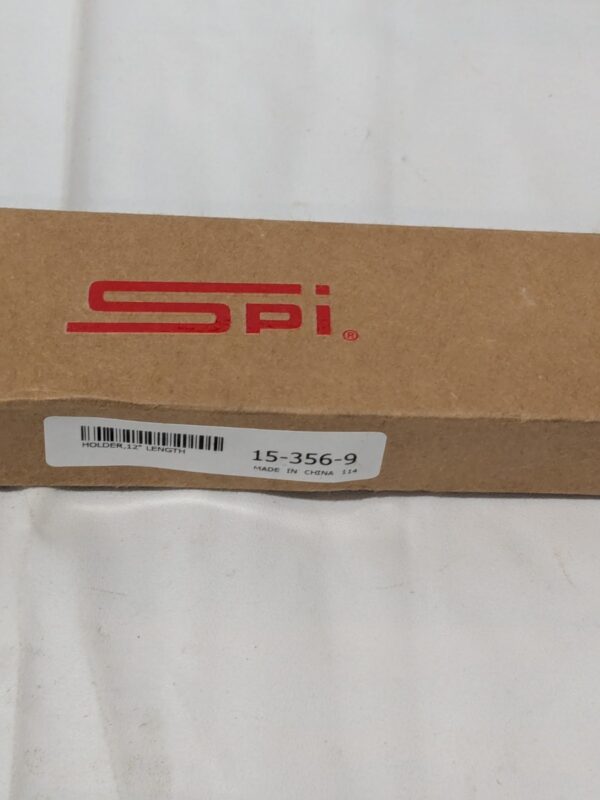 Spi®
HOLDER,12" LENGTH
15-356-9
MADE IN CHINA 114